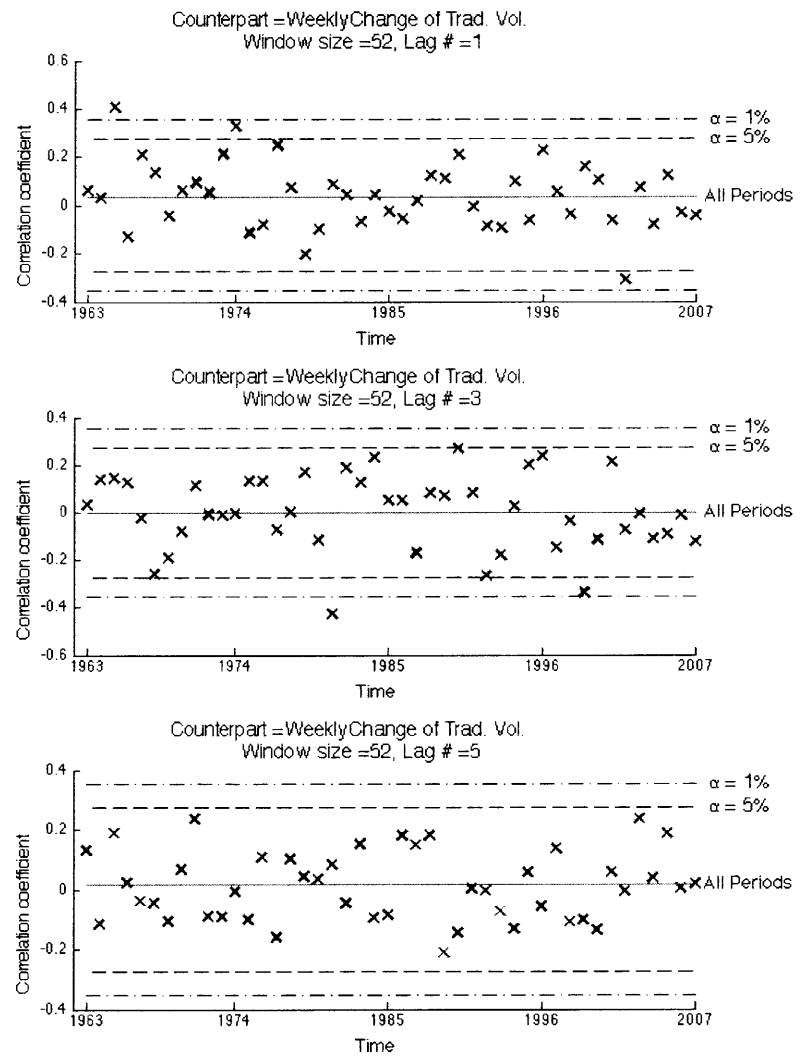 Counterpart =WeeklyChange of Trad. Vol.
Window size =52, Lag # =1
0.6
0.4
0.2
0
-0.2
-0.4
Correlation coefficient
α = 1%
α = 5%
All Periods
1963
1974
1985
1996
2007
Time
Counterpart =WeeklyChange of Trad. Vol.
Window size =52, Lag # =3
0.4
0.2
0
-0.2
-0.4
-0.6
Correlation coefficient
α = 1%
α = 5%
All Periods
1963
1974
1985
1996
2007
Time
Counterpart =WeeklyChange of Trad. Vol.
Window size =52, Lag # =5
0.4
0.2
0
-0.2
-0.4
Correlation coefficient
α = 1%
α = 5%
All Periods
1963
1974
1985
1996
2007
Time